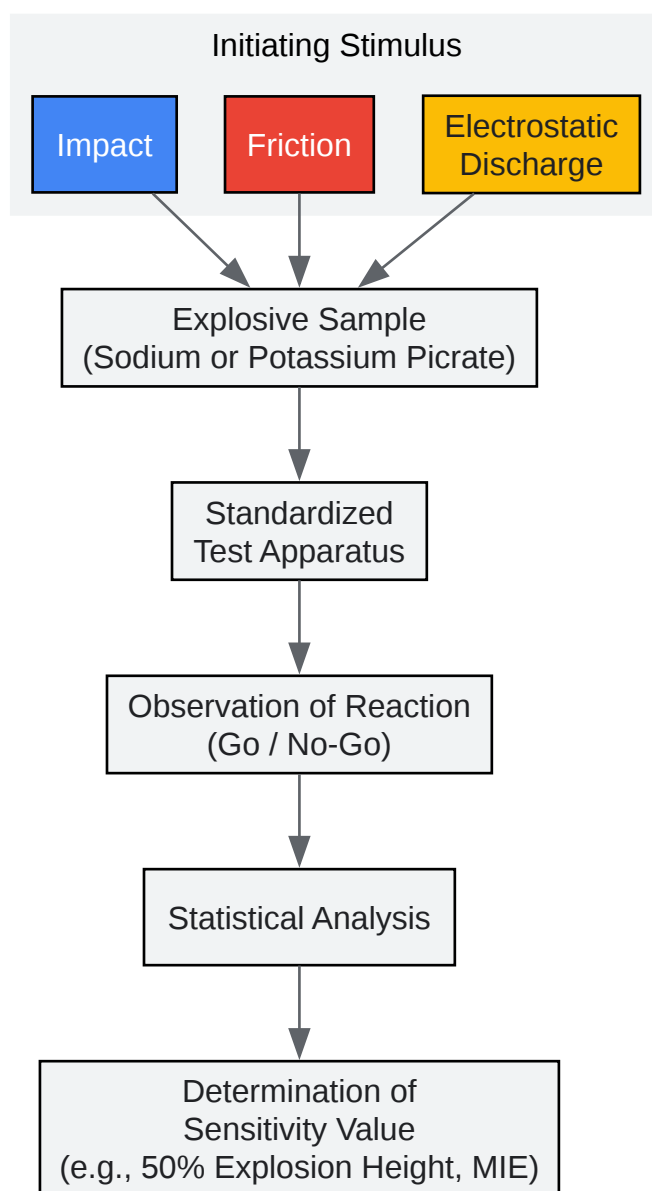 Initiating Stimulus
Impact
Friction
Electrostatic
Discharge
Explosive Sample
(Sodium or Potassium Picrate)
Standardized
Test Apparatus
Observation of Reaction
(Go / No-Go)
Statistical Analysis
Determination of
Sensitivity Value
(e.g., 50% Explosion Height, MIE)